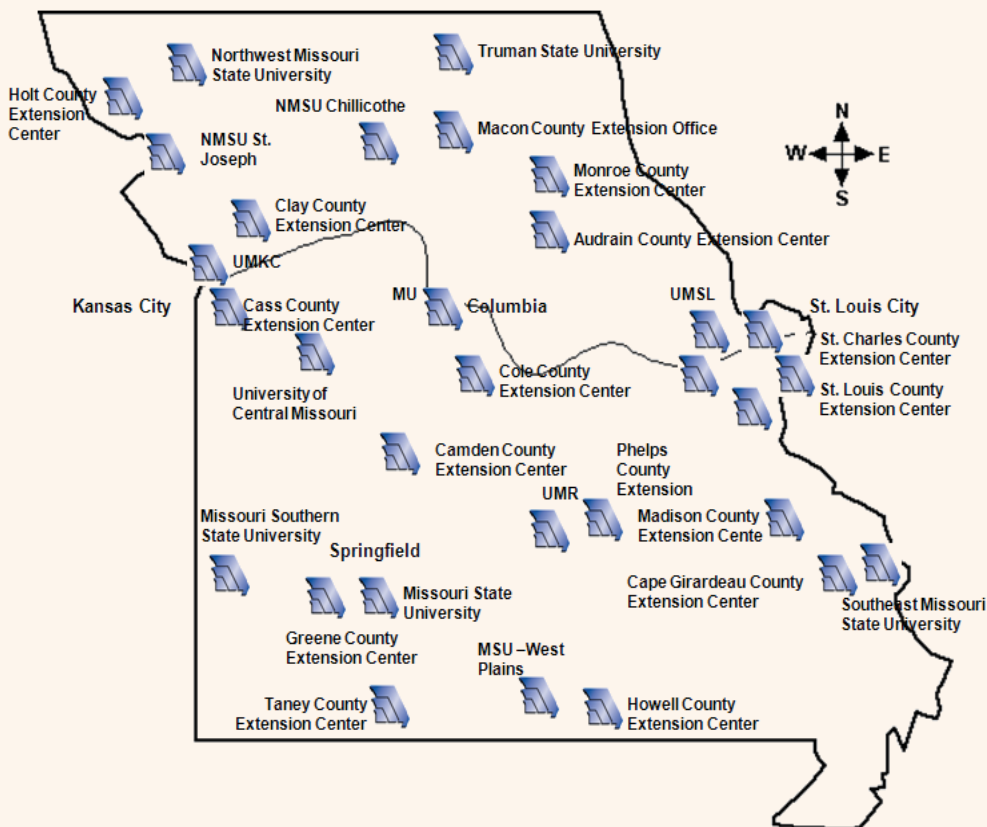 Northwest Missouri
State University
Truman State University
Holt County
Extension
Center
NMSU Chillicothe
Macon County Extension Office
N
W
E
S
NMSU St.
Joseph
Monroe County
Extension Center
Clay County
Extension Center
Audrain County Extension Center
UMKC
Kansas City
Cass County
Extension Center
MU
Columbia
UMSL
St. Louis City
St. Charles County
Extension Center
University of
Central Missouri
Cole County
Extension Center
St. Louis County
Extension Center
Camden County
Extension Center
Phelps
County
Extension
UMR
Missouri Southern
State University
Madison County
Extension Cente
Springfield
Missouri State
University
Cape Girardeau County
Extension Center
Southeast Missouri
State University
Greene County
Extension Center
MSU –West
Plains
Taney County
Extension Center
Howell County
Extension Center